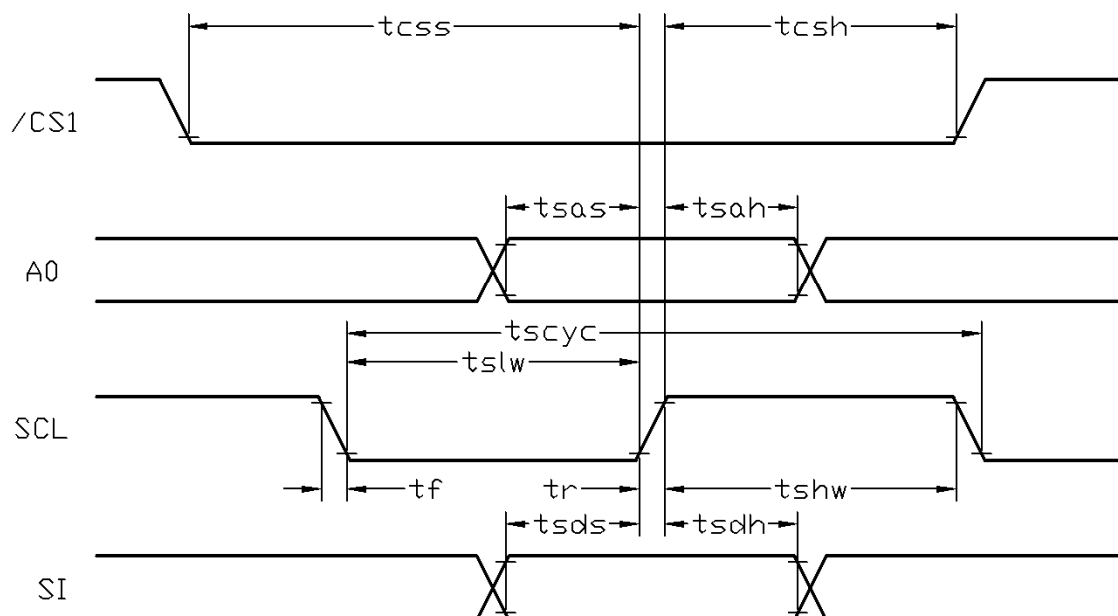 tcss
tcsh
/CS1
tsas
tsah
A0
tscyc
tslw
SCL
tf
tr
tshw
tsds
tsdh
SI